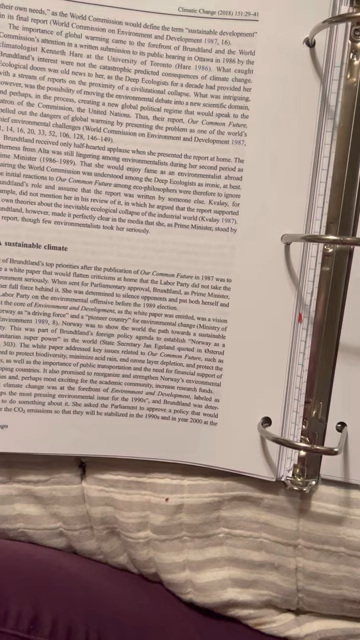 Climatic Change (2018) 151:29–41
their own needes," as the World Commission would define the term "sustainable development"
in its final report (World Commission on Environment and Development 1987, 16).
The importance of global warming came to the forefront of Brundtland and the World
Commission's attention as a written submission to its public hearing in Ottawa in 1986 by the
climatologist Kenneth Hare at the University of Toronto (Hare 1986). What caught
Brundtland's interest were not the catastrophic predicted consequences of climate change.
Ecological doom was old news to her, as the Deep Ecologists for a decade had provided her
with a stream of reports on the proximity of a civilizational collapse. What was intriguing,
however, was the possibility of moving the environmental debate into a new scientific domain,
and perhaps, in the process, creating a new global political regime that would speak to the
of the Commission, the United Nations. Thus, their report, Our Common Future,
spelled out the dangers of global warming by presenting the problem as one of the world's
chief environmental challenges (World Commission on Environment and Development 1987,
14, 16, 20, 33, 52, 106, 128, 146–149).
Brundtland received only half-hearted applause when she presented the report at home. The
bitterness from Alta was still lingering among environmentalists during her second period as
Prime Minister (1986–1989). That she would enjoy fame as an environmentalist abroad
the World Commission was understood among the Deep Ecologists as ironic, at best.
initial reactions to Our Common Future among eco-philosophers were therefore to ignore
Brundtland's role and assume that the report was written by someone else. Kvaløy, for
example, did not mention her in his review of it, in which he argued that the report supported
own theories about the inevitable ecological collapse of the industrial world (Kvaløy 1987).
Brundtland, however, made it perfectly clear in the media that she, as Prime Minister, stood by
report, though few environmentalists took her seriously.
sustainable climate
of Brundtland's top priorities after the publication of Our Common Future in 1987 was to
a white paper that would flatten criticisms at home that the Labor Party did not take the
environment seriously. When sent for Parliamentary approval, Brundtland, as Prime Minister,
her full force behind it. She was determined to silence opponents and put both herself and
Labor Party on the environmental offensive before the 1989 election.
the core of Environment and Development, as the white paper was entitled, was a vision
Norway as "a driving force" and a "pioneer country" for environmental change (Ministry of
Environment 1989, 8). Norway was to show the world the path towards a sustainable
This was part of Brundtland's foreign policy agenda to establish "Norway as a
humanitarian super power" in the world (State Secretary Jan Egeland quoted in
303). The white paper addressed key issues related to Our Common Future, such as
to protect biodiversity, minimize acid rain, end ozone layer depletion, and protect the
as well as the importance of public transportation and the need for financial support of
developing countries. It also promised to reorganize and strengthen Norway's environmental
and, perhaps most exciting for the academic community, increase research funds.
climate change was at the forefront of Environment and Development, labeled as
the most pressing environmental issue for the 1990s", and Brundtland was
to do something about it. She asked the Parliament to approve a policy that would
the CO₂ emissions so that they will be stabilized in the 1990s and in year 2000 at the